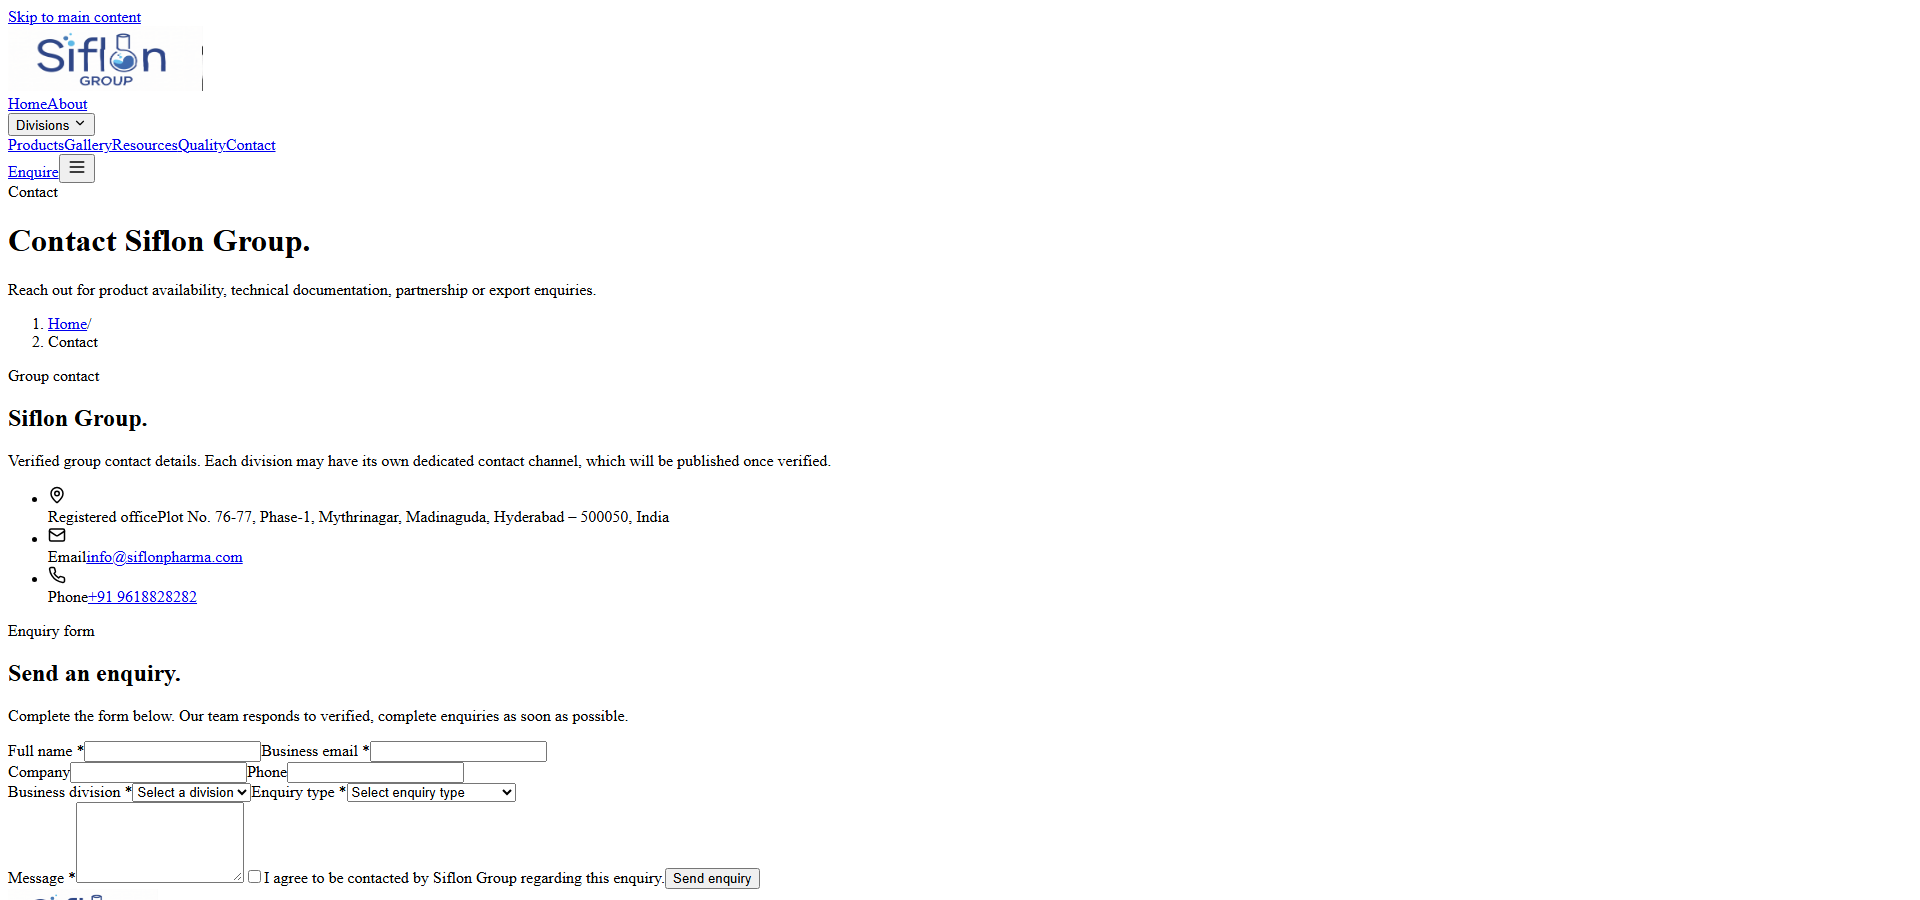 Skip to main content
Siflon
GROUP
HomeAbout
Divisions
ProductsGalleryResourcesQualityContact
Enquire
Contact
Contact Siflon Group.
Reach out for product availability, technical documentation, partnership or export enquiries.
1. Home/
2. Contact
Group contact
Siflon Group.
Verified group contact details. Each division may have its own dedicated contact channel, which will be published once verified.
Registered officePlot No. 76-77, Phase-1, Mythrinagar, Madinaguda, Hyderabad – 500050, India
Emailinfo@siflonpharma.com
Phone+91 9618828282
Enquiry form
Send an enquiry.
Complete the form below. Our team responds to verified, complete enquiries as soon as possible.
Full name * Business email *
Company Phone
Business division * Select a division Enquiry type * Select enquiry type
Message * I agree to be contacted by Siflon Group regarding this enquiry. Send enquiry